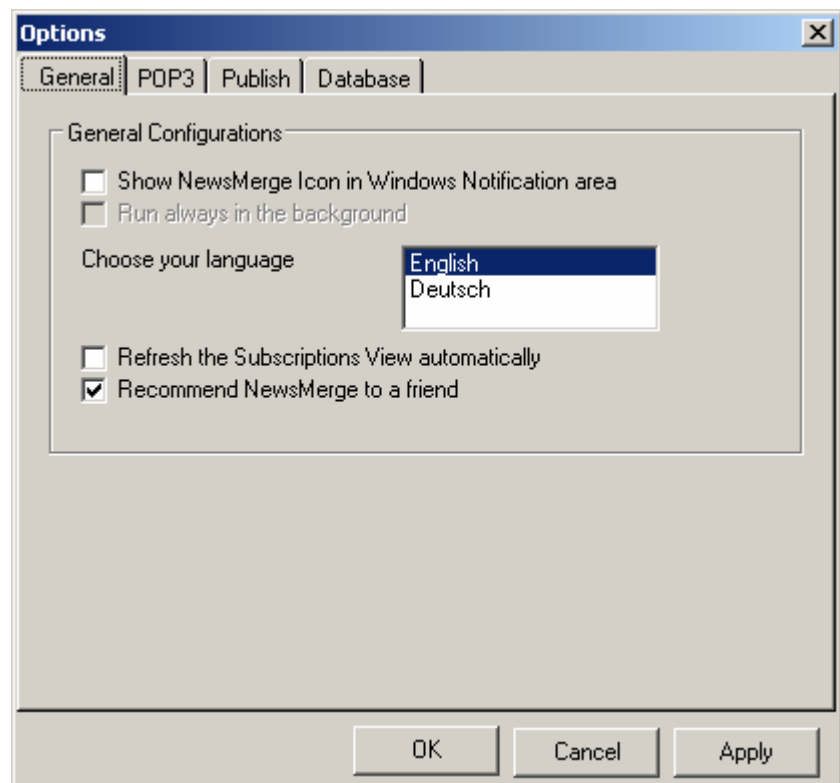 Options
General POP3 Publish Database
General Configurations
Show NewsMerge Icon in Windows Notification area
Run always in the background
Choose your language
English
Deutsch
Refresh the Subscriptions View automatically
Recommend NewsMerge to a friend
OK Cancel Apply